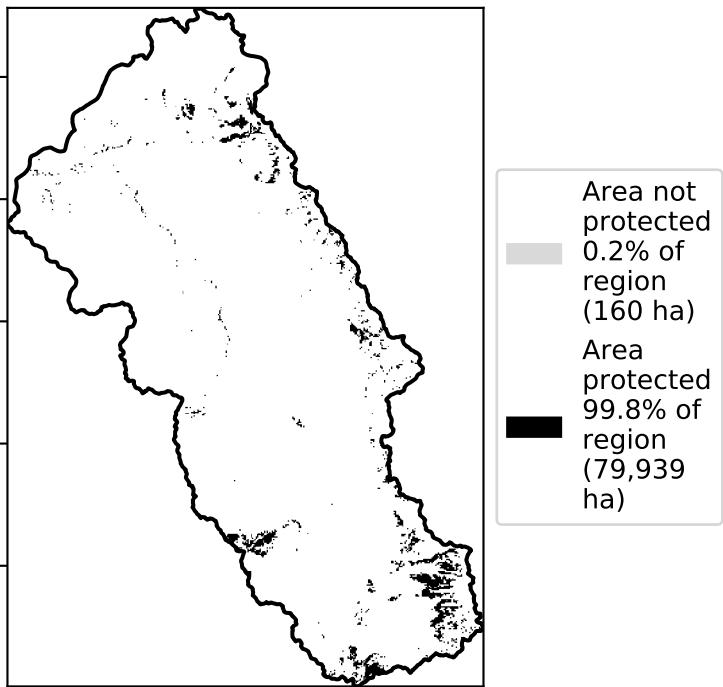 Area not
protected
0.2% of
region
(160 ha)
Area
protected
99.8% of
region
(79,939
ha)